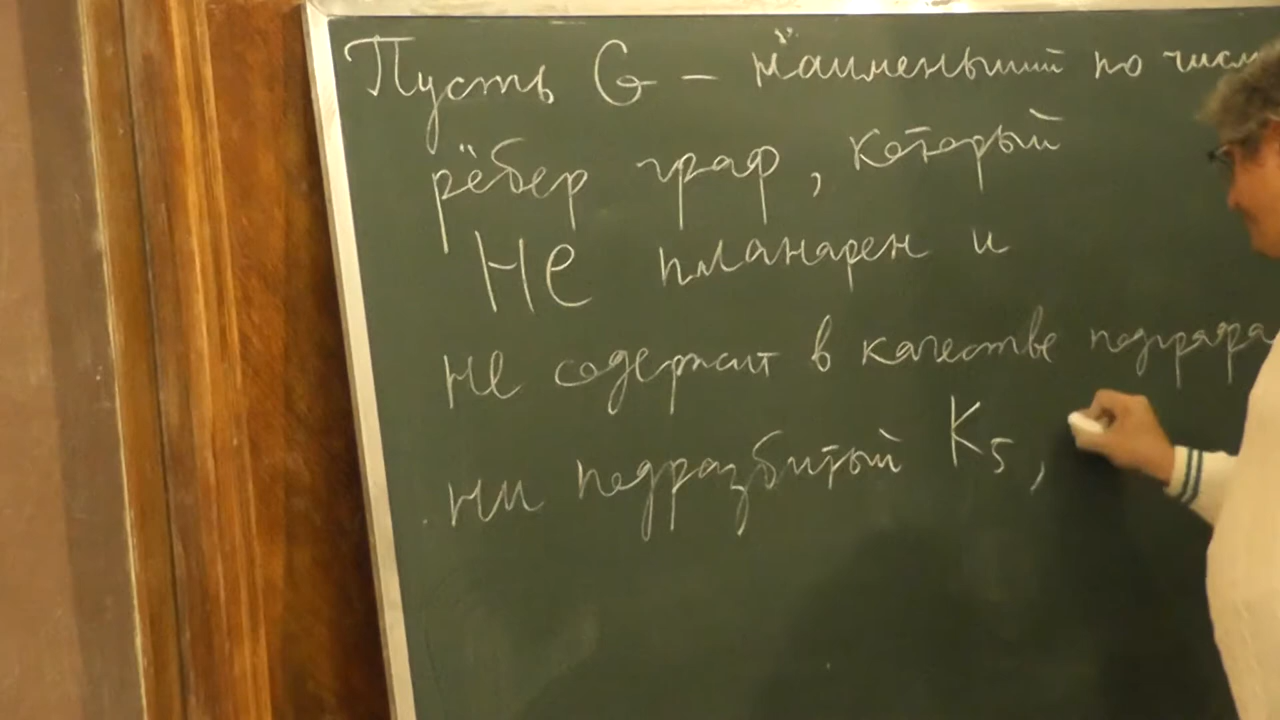 Пусть G – наименьший по числ
рёбер граф, который
НЕ планарен и
не содержит в качестве подграфа
ни подразбитый K₅,